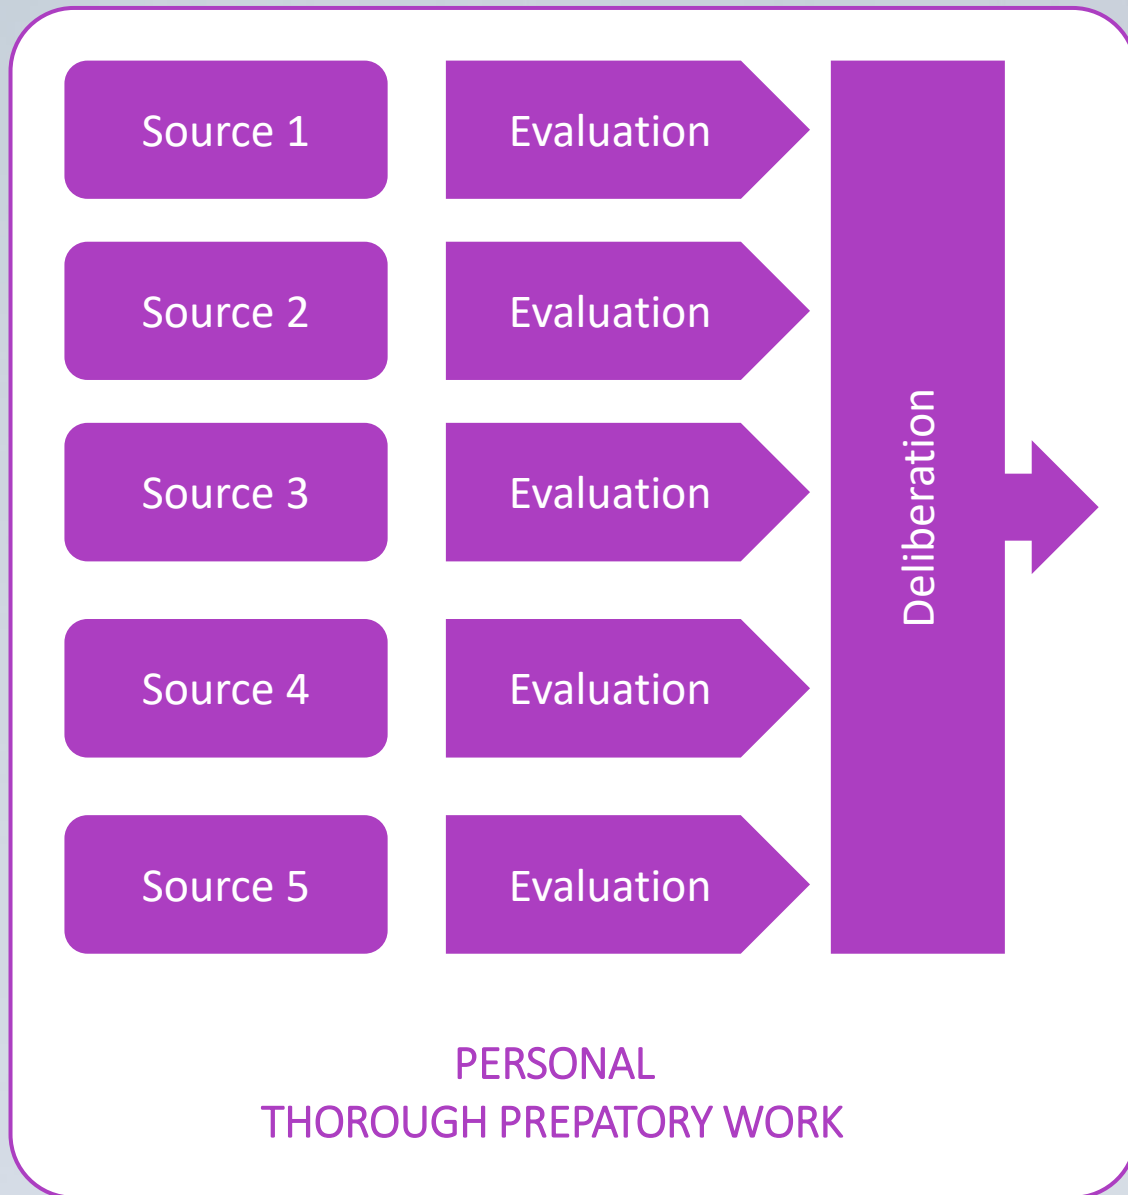 Source 1
Evaluation
Source 2
Evaluation
Source 3
Evaluation
Source 4
Evaluation
Source 5
Evaluation
Deliberation
PERSONAL
THOROUGH PREPATORY WORK